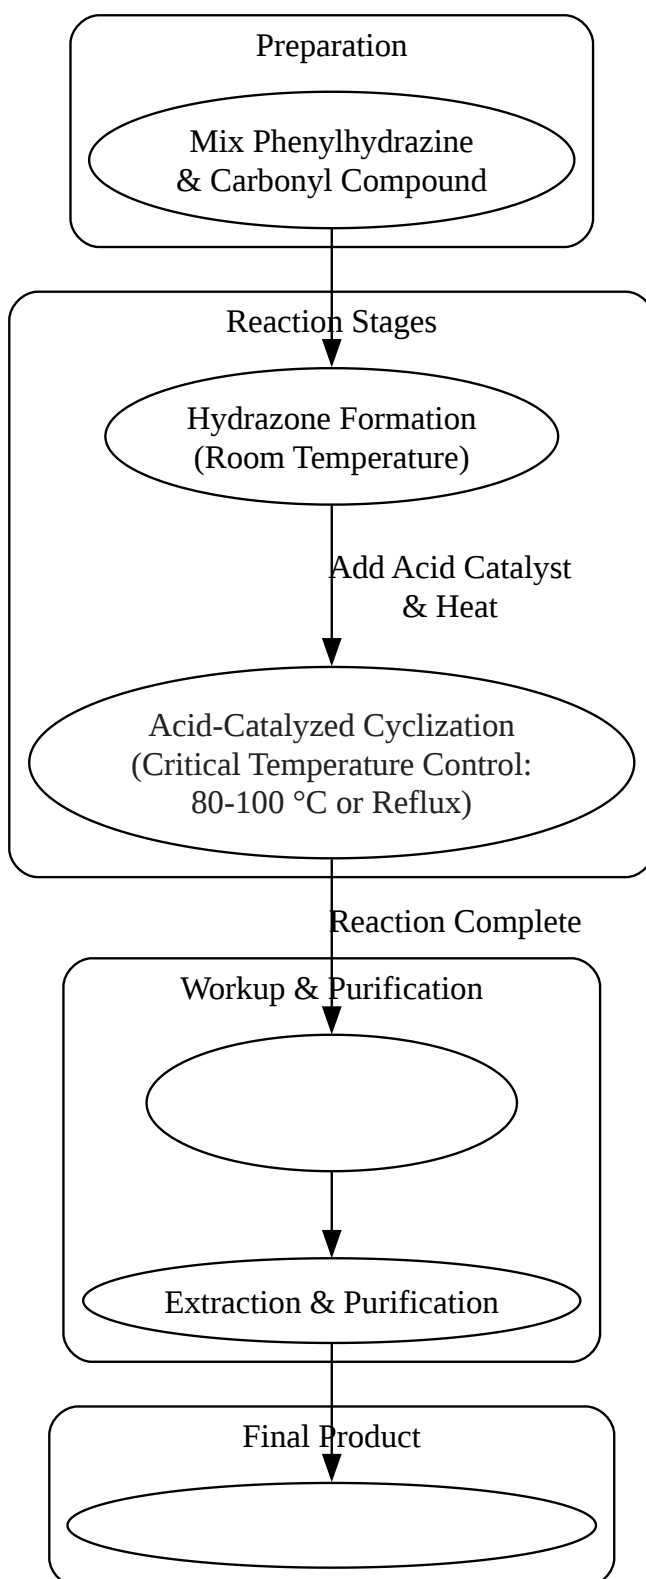 Preparation
Mix Phenylhydrazine
& Carbonyl Compound
Reaction Stages
Hydrazone Formation
(Room Temperature)
Add Acid Catalyst
& Heat
Acid-Catalyzed Cyclization
(Critical Temperature Control:
80-100 °C or Reflux)
Reaction Complete
Workup & Purification
Extraction & Purification
Final Product